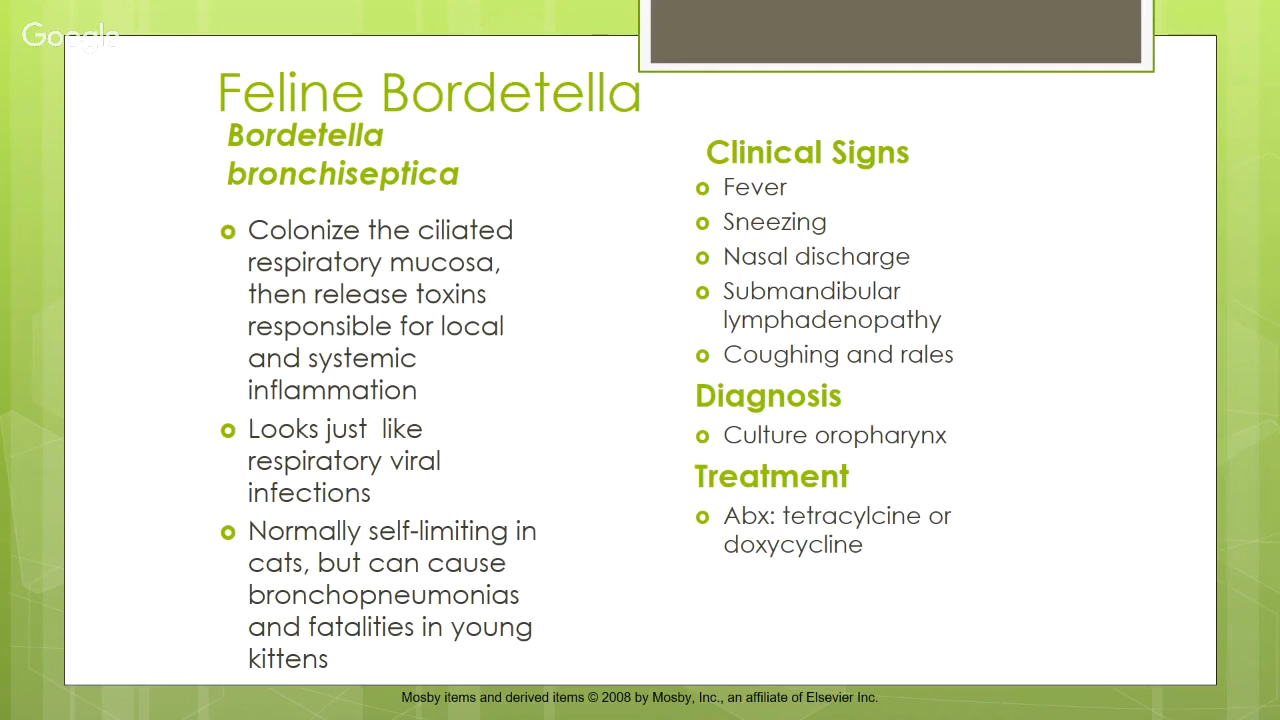 Google
Feline Bordetella
Bordetella
bronchiseptica
Colonize the ciliated
respiratory mucosa,
then release toxins
responsible for local
and systemic
inflammation
Looks just  like
respiratory viral
infections
Normally self-limiting in
cats, but can cause
bronchopneumonias
and fatalities in young
kittens
Clinical Signs
Fever
Sneezing
Nasal discharge
Submandibular
lymphadenopathy
Coughing and rales
Diagnosis
Culture oropharynx
Treatment
Abx: tetracylcine or
doxycycline
Mosby items and derived items © 2008 by Mosby, Inc., an affiliate of Elsevier Inc.